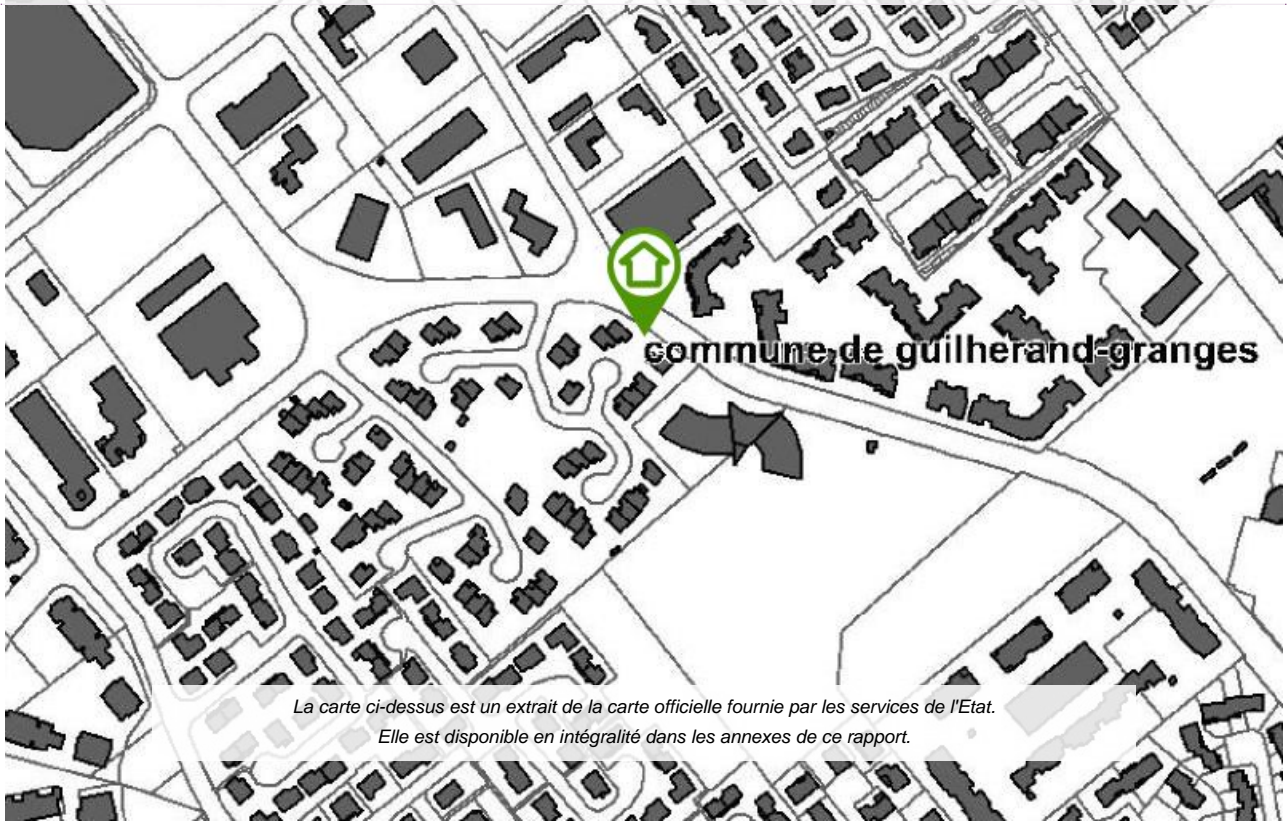 commune de guilherand-granges
La carte ci-dessus est un extrait de la carte officielle fournie par les services de l'Etat.
Elle est disponible en intégralité dans les annexes de ce rapport.